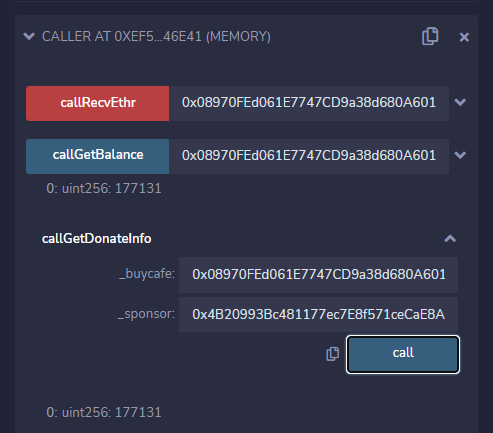 CALLER AT 0XEF5...46E41 (MEMORY)
callRecvEthr 0x08970FEd061E7747CD9a38d680A601
callGetBalance 0x08970FEd061E7747CD9a38d680A601
0: uint256: 177131
callGetDonateInfo
_buycafe: 0x08970FEd061E7747CD9a38d680A601
_sponsor: 0x4B20993Bc481177ec7E8f571ceCaE8A
call
0: uint256: 177131